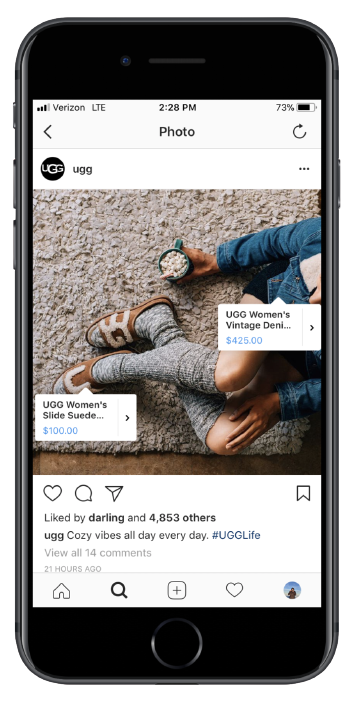 Verizon LTE 2:28 PM 73%
Photo
UGG ugg
UGG Women's
Vintage Deni...
$425.00
UGG Women's
Slide Suede...
$100.00
Liked by darling and 4,853 others
ugg Cozy vibes all day every day. #UGGLife
View all 14 comments
21 HOURS AGO